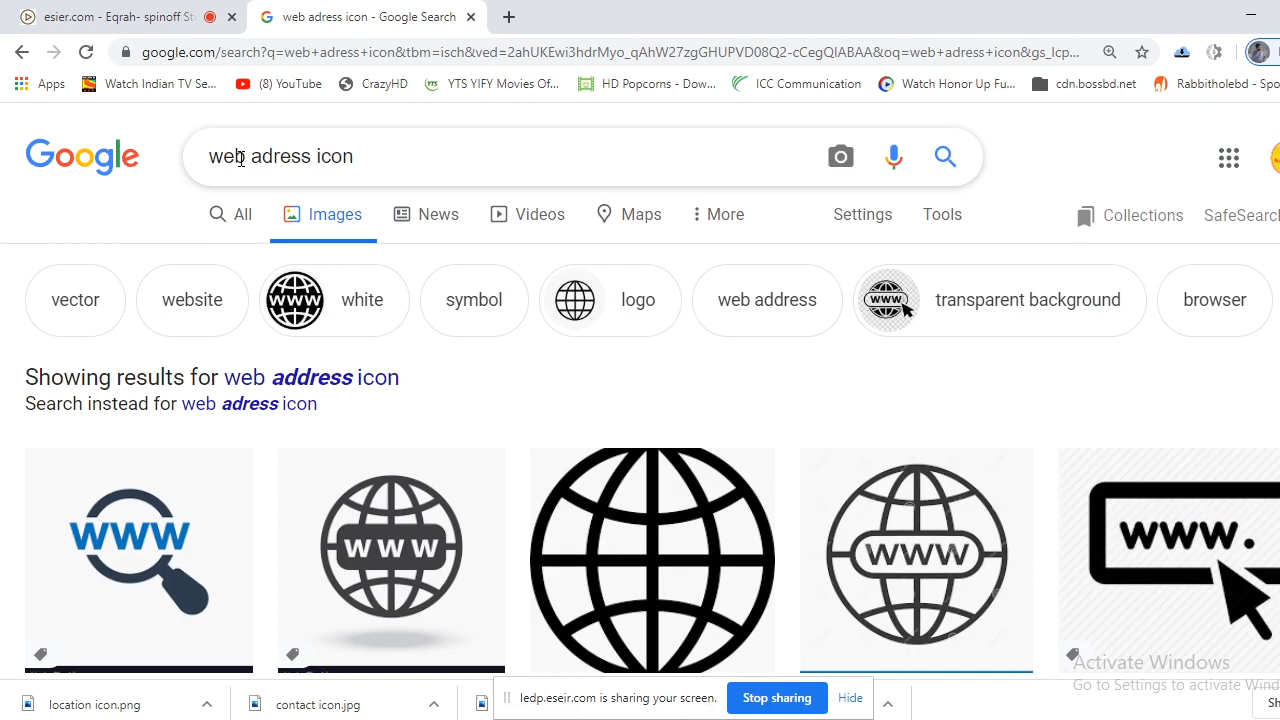 esier.com - Eqrah- spinoff St
web adress icon - Google Search
google.com/search?q=web+adress+icon&tbm=isch&ved=2ahUKEwi3hdrMyo_qAhW27zgGHUPVD08Q2-cCegQIABAA&oq=web+adress+icon&gs_lcp...
Apps
Watch Indian TV Se...
(8) YouTube
CrazyHD
YTS YIFY Movies Of...
HD Popcorns - Dow...
ICC Communication
Watch Honor Up Fu...
cdn.bossbd.net
Rabbitholebd - Spo
Google
web adress icon
All
Images
News
Videos
Maps
More
Settings
Tools
Collections
SafeSearc
vector
website
www
white
symbol
logo
web address
www
transparent background
browser
Showing results for web address icon
Search instead for web adress icon
www
www
www
www.
Activate Windows
Go to Settings to activate Wind
lotation icon.png
contact icon.jpg
ledp.eseir.com is sharing your screen.
Stop sharing
Hide
Sh